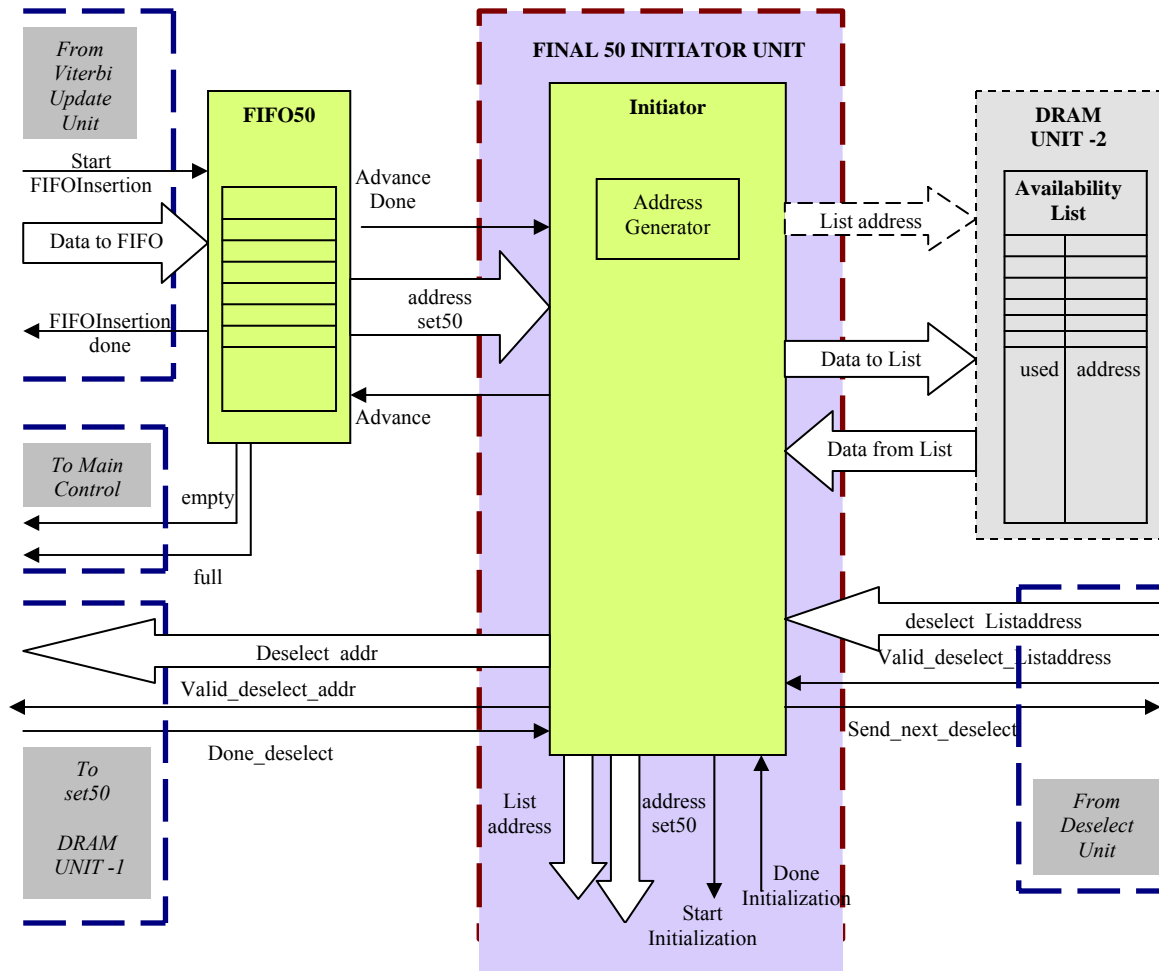 From
Viterbi
Update
Unit
Start
FIFOInsertion
Data to FIFO
FIFOInsertion
done
FIFO50
Advance
Done
address
set50
Advance
To Main
Control
empty
full
FINAL 50 INITIATOR UNIT
Initiator
Address
Generator
List address
Data to List
Data from List
DRAM
UNIT -2
Availability
List
used address
deselect_Listaddress
Valid_deselect_Listaddress
Send_next_deselect
From
Deselect
Unit
Deselect_addr
Valid_deselect_addr
Done_deselect
To
set50
DRAM
UNIT -1
List
address
address
set50
Start
Initialization
Done
Initialization